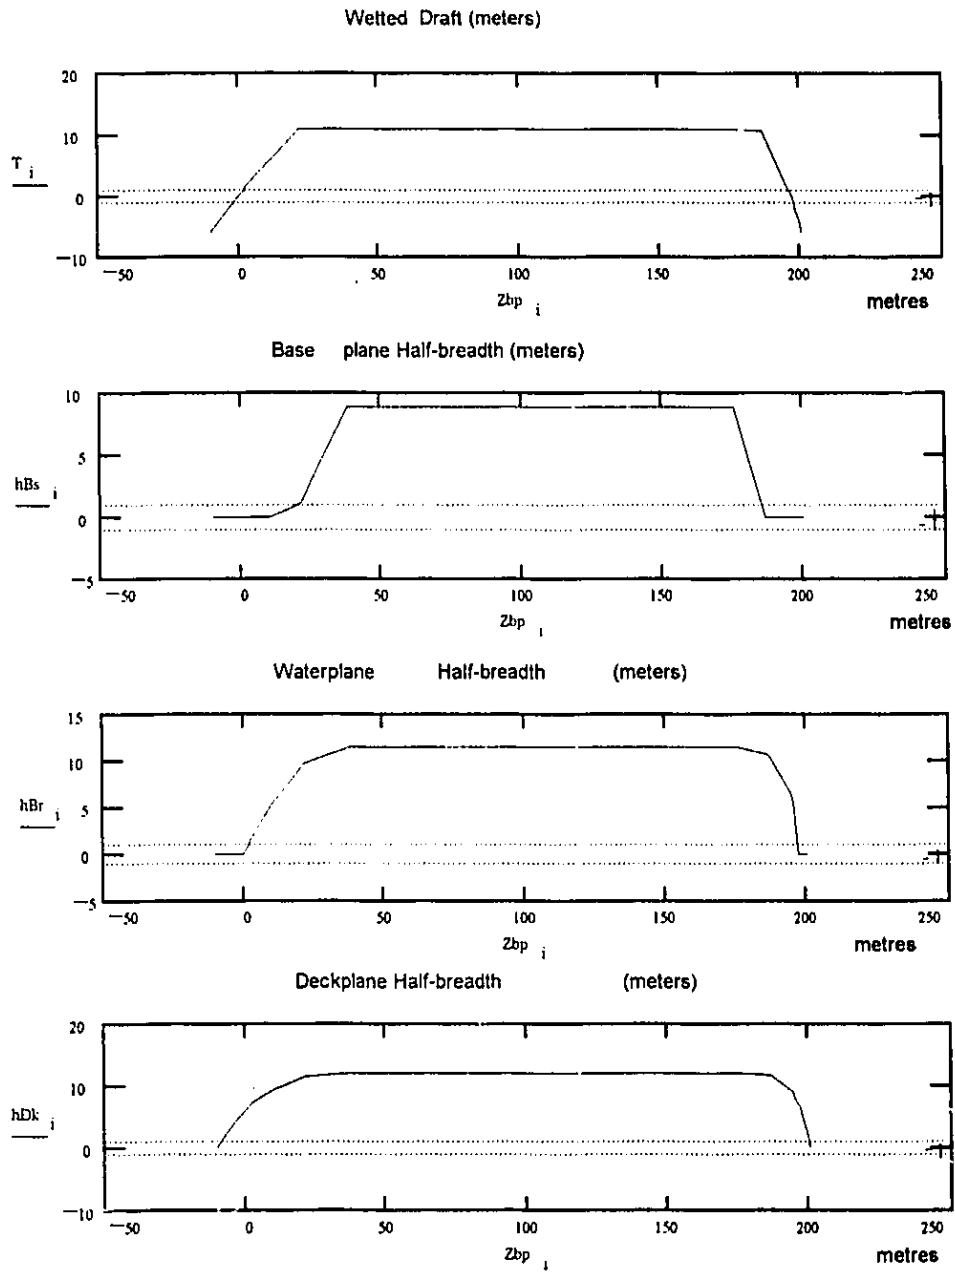 Wetted Draft (meters)
20
10
T i
0
−10
−50 0 50 100 150 200 250
Zbp i
metres
Base plane Half-breadth (meters)
10
5
hBs i
0
−5
−50 0 50 100 150 200 250
Zbp i
metres
Waterplane Half-breadth (meters)
15
10
hBr i
5
0
−5
−50 0 50 100 150 200 250
Zbp i
metres
Deckplane Half-breadth (meters)
20
10
hDk i
0
−10
−50 0 50 100 150 200 250
Zbp i
metres